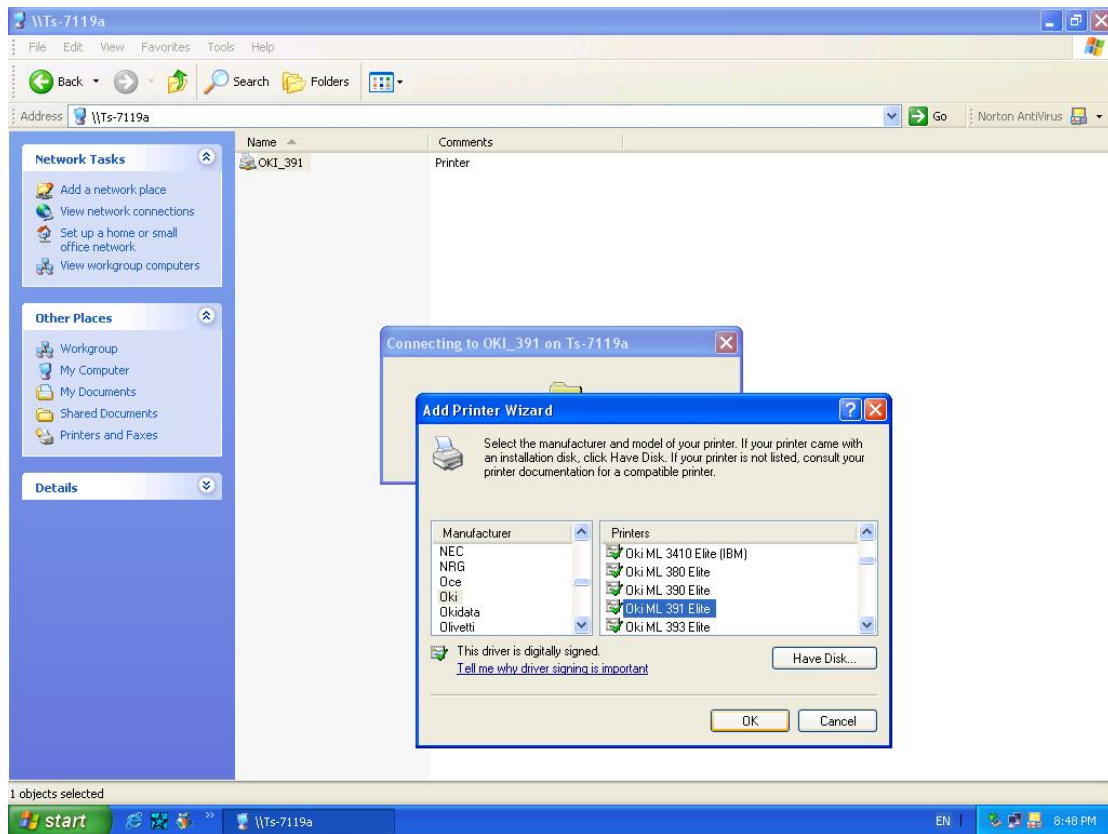 \\Ts-7119a
File Edit View Favorites Tools Help
Back Search Folders
Address \\Ts-7119a Go Norton AntiVirus
Name Comments
OKI_391 Printer
Network Tasks
Add a network place
View network connections
Set up a home or small
office network
View workgroup computers
Other Places
Workgroup
My Computer
My Documents
Shared Documents
Printers and Faxes
Details
Connecting to OKI_391 on Ts-7119a
Add Printer Wizard
Select the manufacturer and model of your printer. If your printer came with
an installation disk, click Have Disk. If your printer is not listed, consult your
printer documentation for a compatible printer.
Manufacturer
NEC
NRG
Oce
Oki
Okidata
Olivetti
Printers
Oki ML 3410 Elite (IBM)
Oki ML 380 Elite
Oki ML 390 Elite
Oki ML 391 Elite
Oki ML 393 Elite
This driver is digitally signed.
Tell me why driver signing is important
Have Disk...
OK Cancel
1 objects selected
start \\Ts-7119a EN 8:48 PM